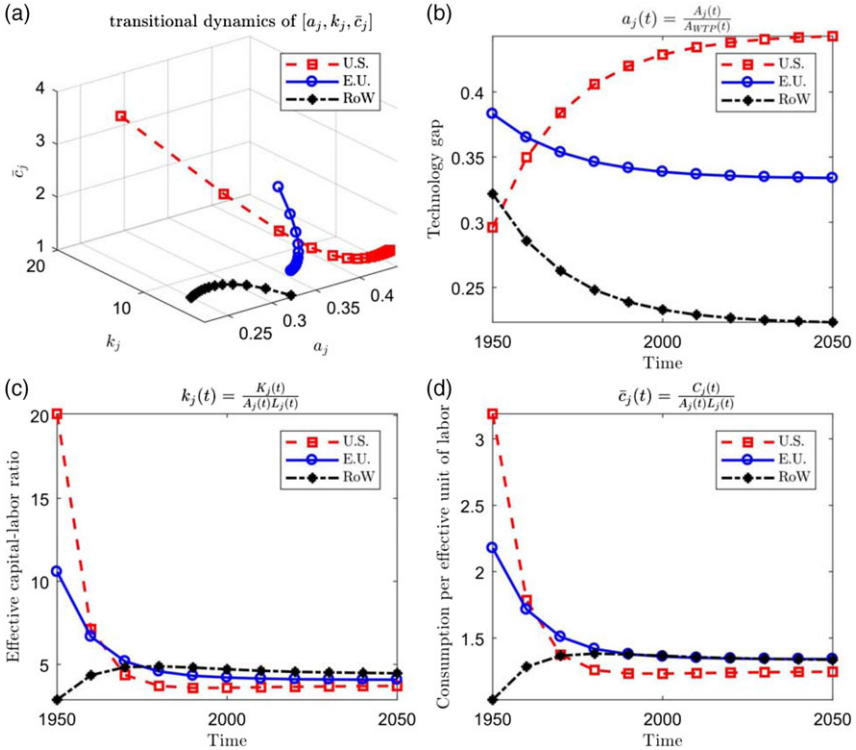 (a)
transitional dynamics of [a_j, k_j, c̄_j]
U.S.
E.U.
RoW
4
3
2
1
c̄_j
20
10
k_j
0.25
0.3
0.35
0.4
a_j
(b)
a_j(t) = A_j(t) / A_WTP(t)
U.S.
E.U.
RoW
Technology gap
0.4
0.35
0.3
0.25
1950
2000
2050
Time
(c)
k_j(t) = K_j(t) / A_j(t)L_j(t)
U.S.
E.U.
RoW
Effective capital-labor ratio
20
15
10
5
1950
2000
2050
Time
(d)
c̄_j(t) = C_j(t) / A_j(t)L_j(t)
U.S.
E.U.
RoW
Consumption per effective unit of labor
3
2.5
2
1.5
1950
2000
2050
Time